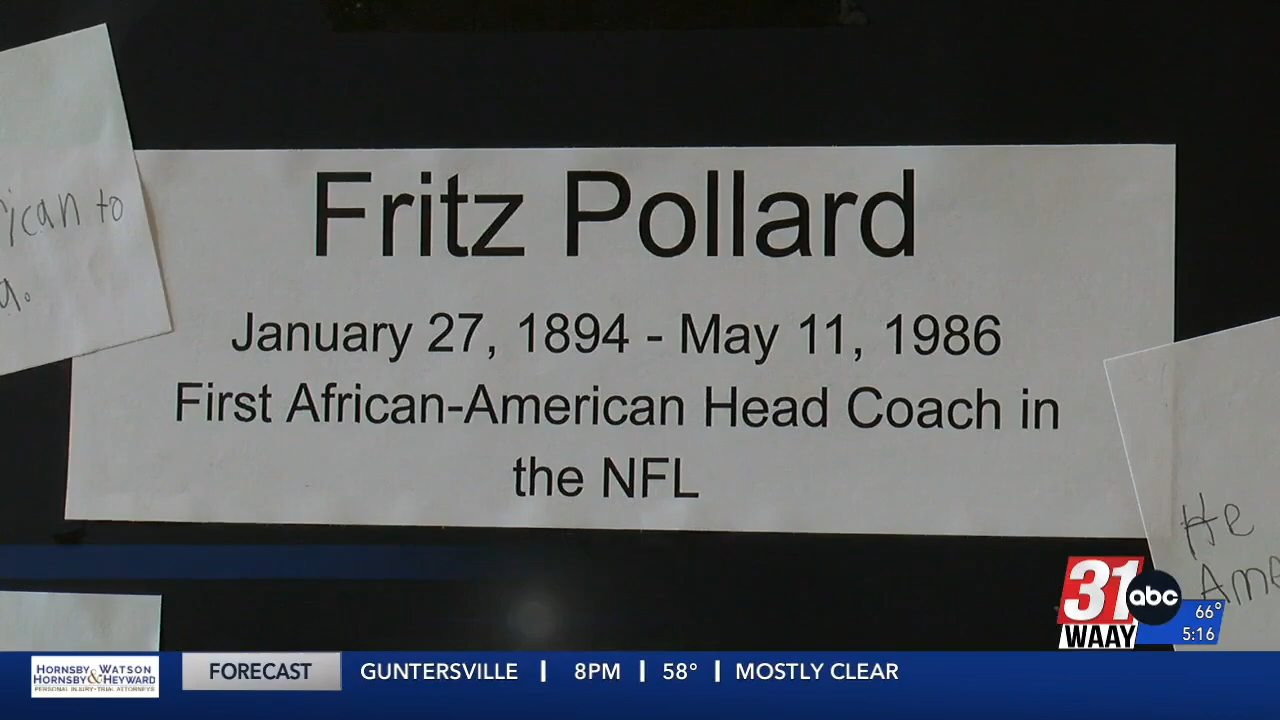 ican to
a.
Fritz Pollard
January 27, 1894 - May 11, 1986
First African-American Head Coach in
the NFL
He
Ame
31
abc
WAAY
66°
5:16
HORNSBY WATSON
HORNSBY & HEYWARD
PERSONAL INJURY • TRIAL ATTORNEYS
FORECAST
GUNTERSVILLE | 8PM | 58° | MOSTLY CLEAR